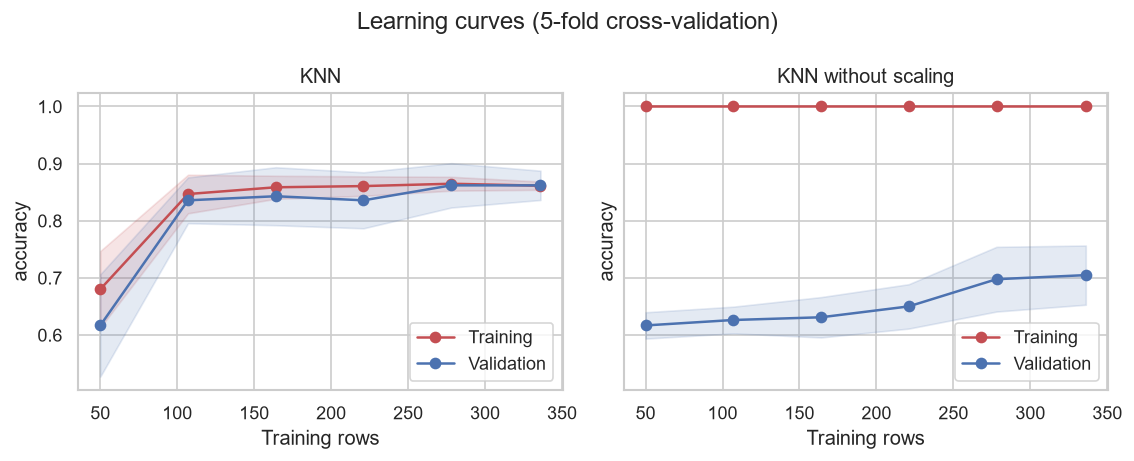 Learning curves (5-fold cross-validation)
KNN
1.0
0.9
0.8
0.7
0.6
accuracy
50 100 150 200 250 300 350
Training rows
Training
Validation
KNN without scaling
accuracy
50 100 150 200 250 300 350
Training rows
Training
Validation